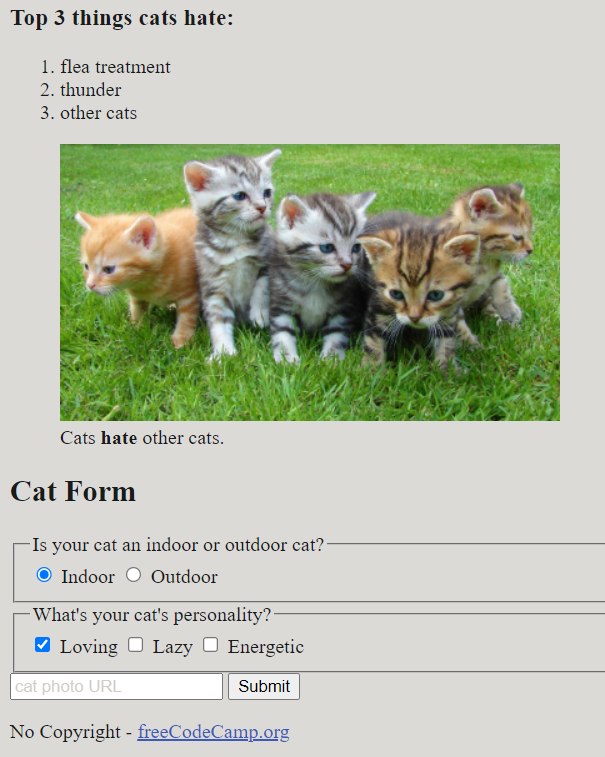 Top 3 things cats hate:
1. flea treatment
2. thunder
3. other cats
Cats hate other cats.
Cat Form
Is your cat an indoor or outdoor cat?
Indoor Outdoor
What's your cat's personality?
Loving Lazy Energetic
cat photo URL Submit
No Copyright - freeCodeCamp.org